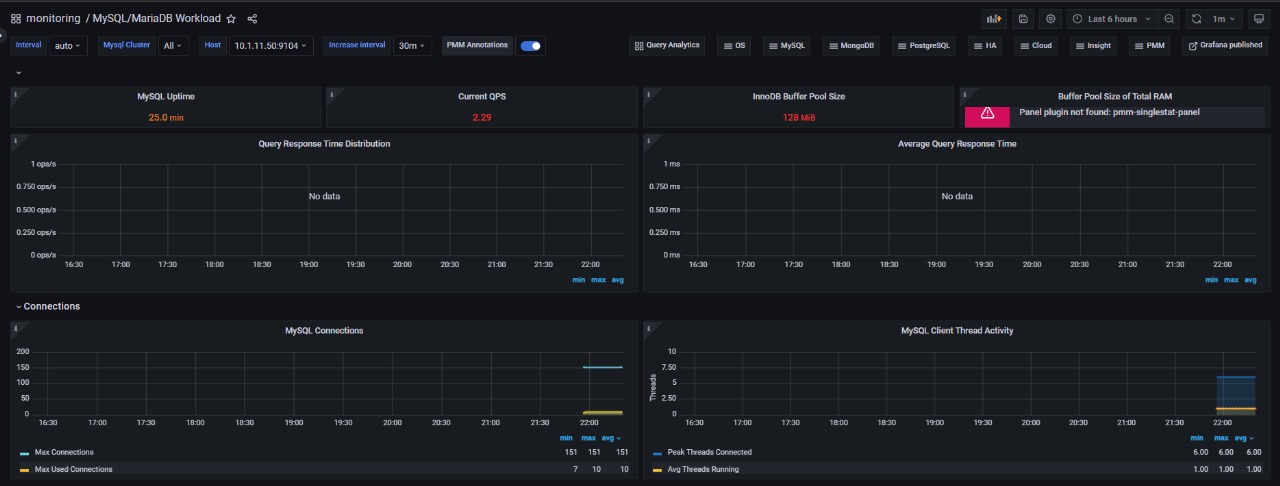 monitoring / MySQL/MariaDB Workload
Last 6 hours 1m
Interval auto Mysql Cluster All Host 10.1.11.50:9104 Increase interval 30m PMM Annotations Query Analytics OS MySQL MongoDB PostgreSQL HA Cloud Insight PMM Grafana published
MySQL Uptime
25.0 min
Current QPS
2.29
InnoDB Buffer Pool Size
128 MiB
Buffer Pool Size of Total RAM
Panel plugin not found: pmm-singlestat-panel
Query Response Time Distribution
1 ops/s
0.750 ops/s
0.500 ops/s
0.250 ops/s
0 ops/s
No data
16:30 17:00 17:30 18:00 18:30 19:00 19:30 20:00 20:30 21:00 21:30 22:00
min max avg
Average Query Response Time
1 ms
0.750 ms
0.500 ms
0.250 ms
0 ms
No data
16:30 17:00 17:30 18:00 18:30 19:00 19:30 20:00 20:30 21:00 21:30 22:00
min max avg
Connections
MySQL Connections
200
150
100
50
0
16:30 17:00 17:30 18:00 18:30 19:00 19:30 20:00 20:30 21:00 21:30 22:00
min max avg
Max Connections 151 151 151
Max Used Connections 7 10 10
MySQL Client Thread Activity
Threads
10
7.50
5
2.50
0
16:30 17:00 17:30 18:00 18:30 19:00 19:30 20:00 20:30 21:00 21:30 22:00
min max avg
Peak Threads Connected 6.00 6.00 6.00
Avg Threads Running 1.00 1.00 1.00